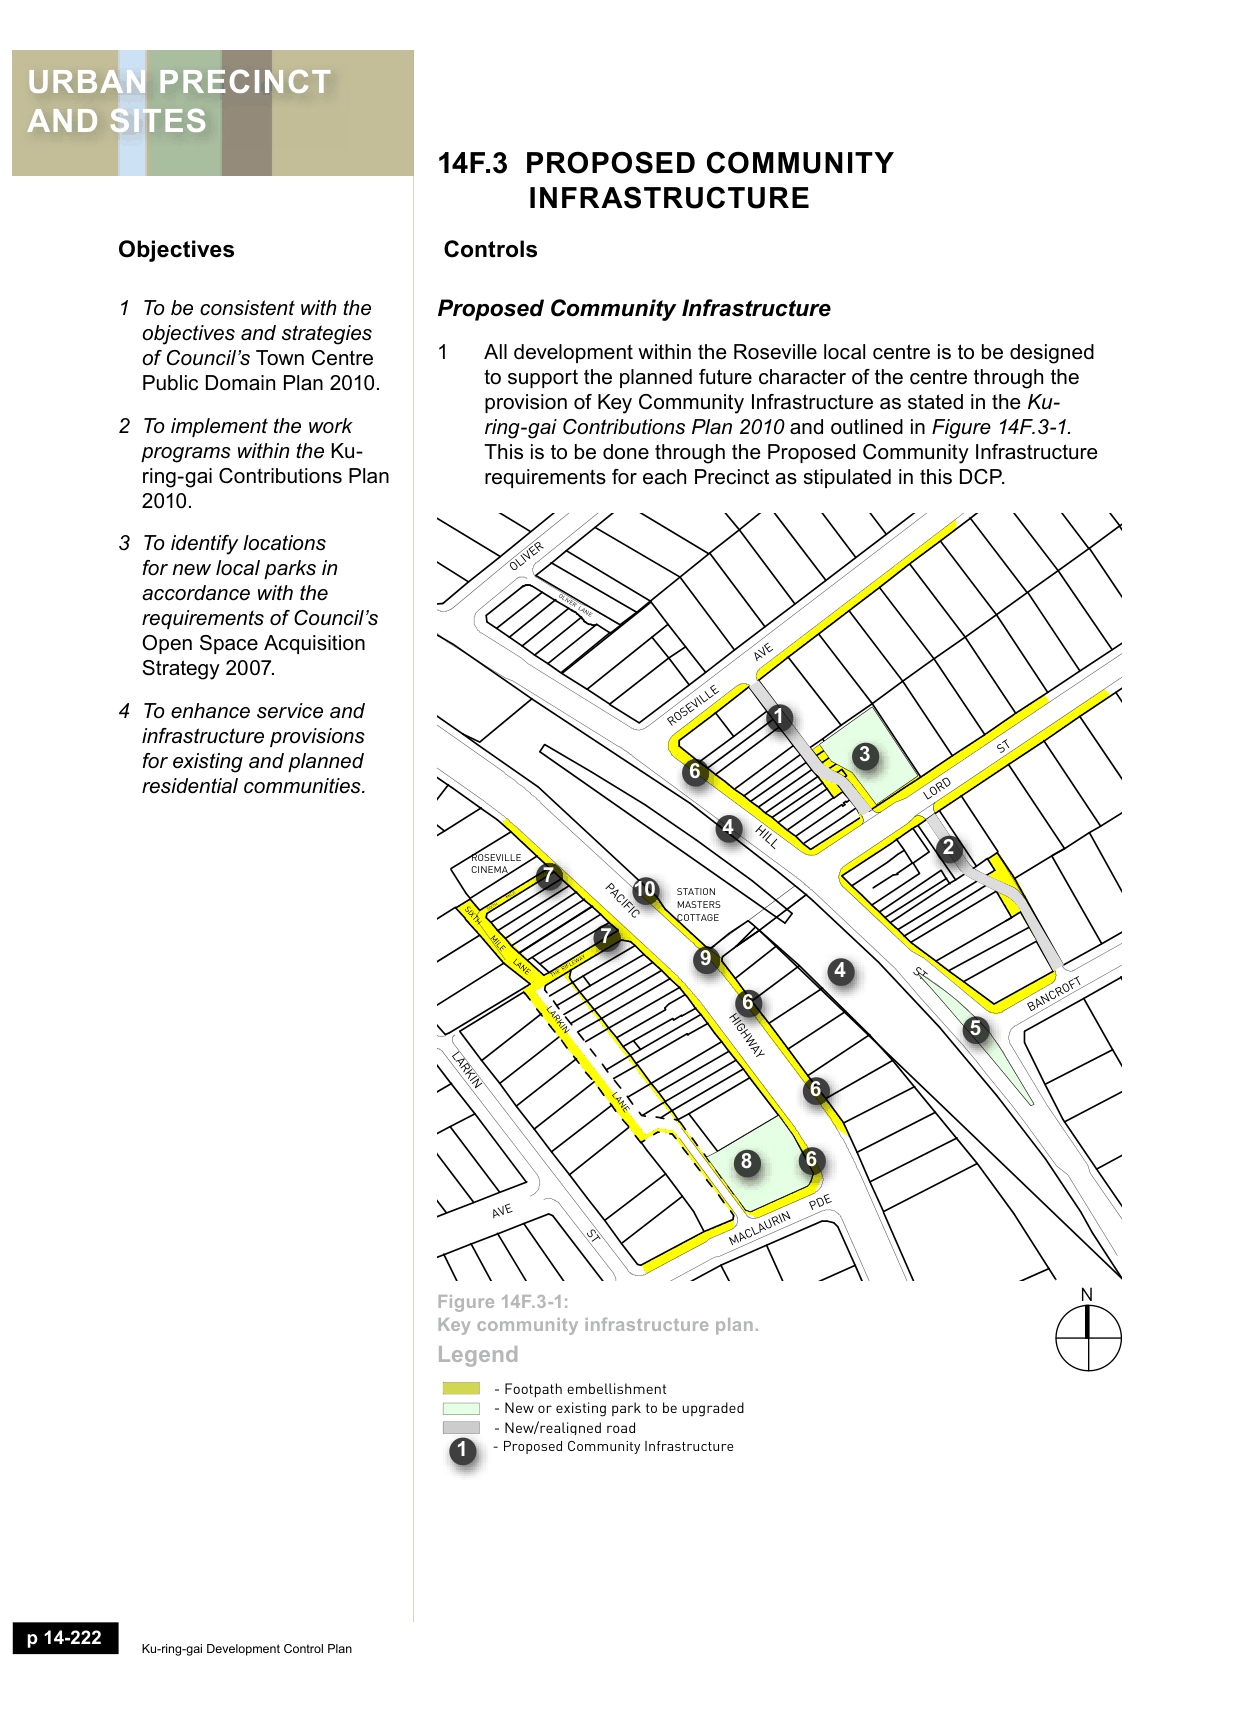 URBAN PRECINCT
AND SITES
14F.3 PROPOSED COMMUNITY
INFRASTRUCTURE
Objectives
1 To be consistent with the
objectives and strategies
of Council’s Town Centre
Public Domain Plan 2010.
2 To implement the work
programs within the Ku-
ring-gai Contributions Plan
2010.
3 To identify locations
for new local parks in
accordance with the
requirements of Council’s
Open Space Acquisition
Strategy 2007.
4 To enhance service and
infrastructure provisions
for existing and planned
residential communities.
Controls
Proposed Community Infrastructure
1 All development within the Roseville local centre is to be designed
to support the planned future character of the centre through the
provision of Key Community Infrastructure as stated in the Ku-
ring-gai Contributions Plan 2010 and outlined in Figure 14F.3-1.
This is to be done through the Proposed Community Infrastructure
requirements for each Precinct as stipulated in this DCP.
OLIVER
OLIVER LANE
ROSEVILLE
AVE
1
3
6
4
HILL
ST
LORD
2
ROSEVILLE
CINEMA
7
PACIFIC
10
STATION
MASTERS
COTTAGE
SIXTH
MILE
LANE
7
THE RIFLEWAY
9
4
ST
BANCROFT
6
5
HIGHWAY
LARKIN
LANE
LARKIN
6
8
6
AVE
ST
MACLAURIN
PDE
Figure 14F.3-1:
Key community infrastructure plan.
N
Legend
- Footpath embellishment
- New or existing park to be upgraded
- New/realigned road
1 - Proposed Community Infrastructure
p 14-222
Ku-ring-gai Development Control Plan